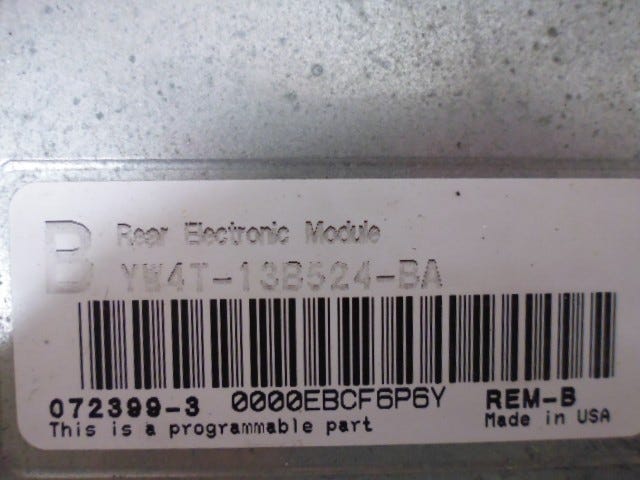 B Rear Electronic Module
YW4T-13B524-BA
072399-3 0000EBCF6P6Y REM-B
This is a programmable part Made in USA